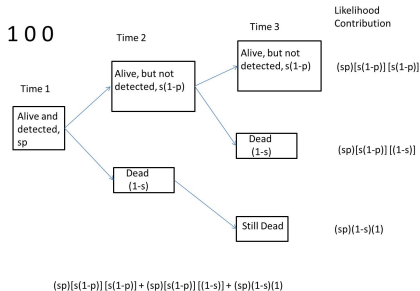 1 0 0
Time 1
Time 2
Time 3
Likelihood
Contribution
Alive and
detected,
sp
Alive, but not
detected, s(1-p)
Alive, but not
detected, s(1-p)
(sp)[s(1-p)] [s(1-p)]
Dead
(1-s)
Dead
(1-s)
(sp)[s(1-p)] [(1-s)]
Still Dead
(sp)(1-s)(1)
(sp)[s(1-p)] [s(1-p)] + (sp)[s(1-p)] [(1-s)] + (sp)(1-s)(1)